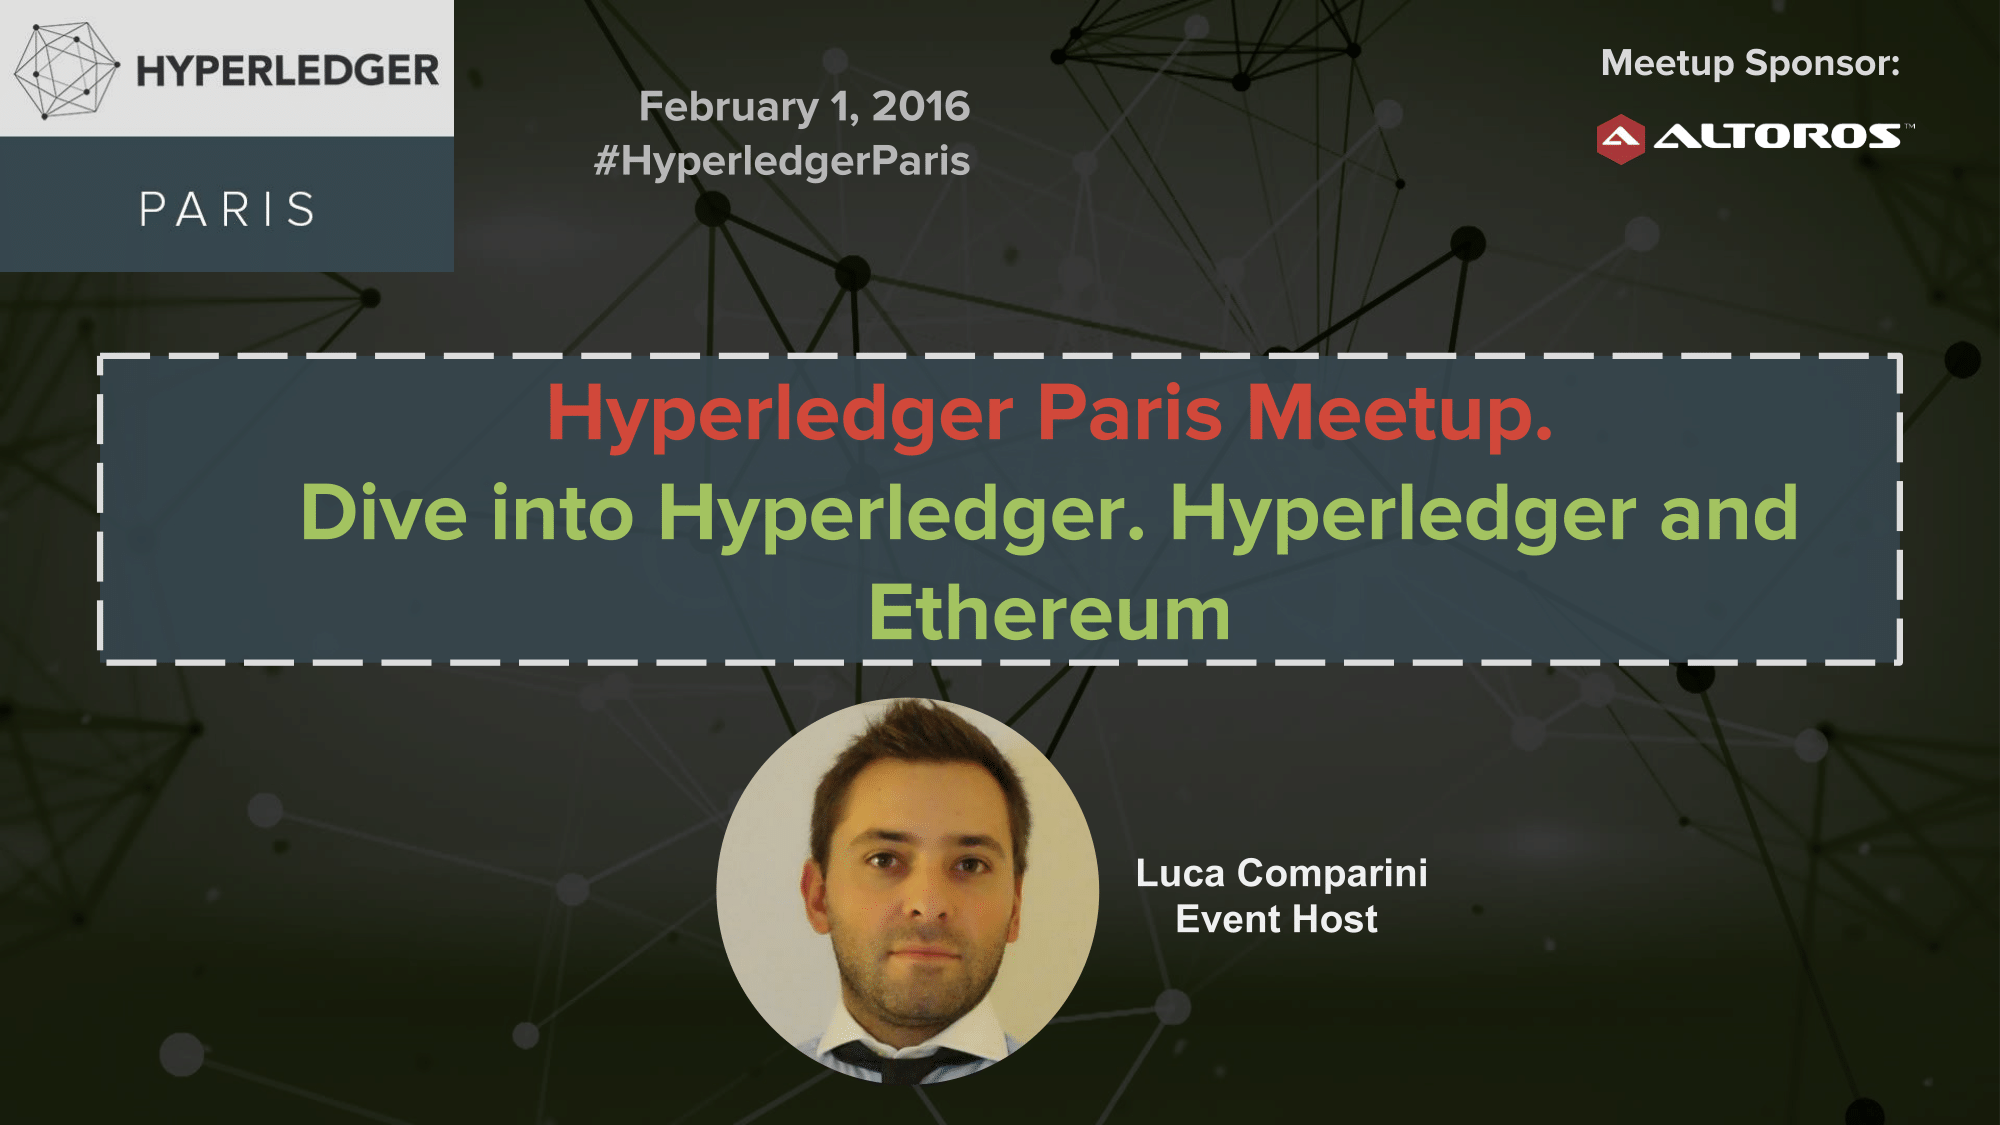 HYPERLEDGER
PARIS
February 1, 2016
#HyperledgerParis
Meetup Sponsor:
ALTOROS™
Hyperledger Paris Meetup.
Dive into Hyperledger. Hyperledger and
Ethereum
Luca Comparini
Event Host